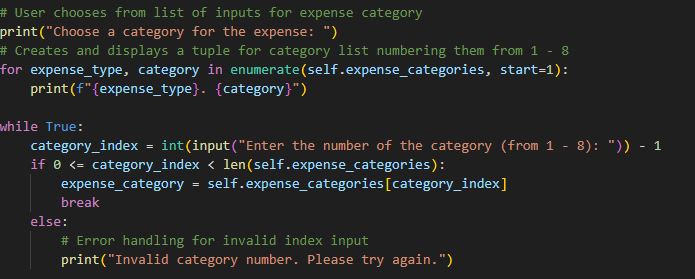 # User chooses from list of inputs for expense category
print("Choose a category for the expense: ")
# Creates and displays a tuple for category list numbering them from 1 - 8
for expense_type, category in enumerate(self.expense_categories, start=1):
    print(f"{expense_type}. {category}")

while True:
    category_index = int(input("Enter the number of the category (from 1 - 8): ")) - 1
    if 0 <= category_index < len(self.expense_categories):
        expense_category = self.expense_categories[category_index]
        break
    else:
        # Error handling for invalid index input
        print("Invalid category number. Please try again.")